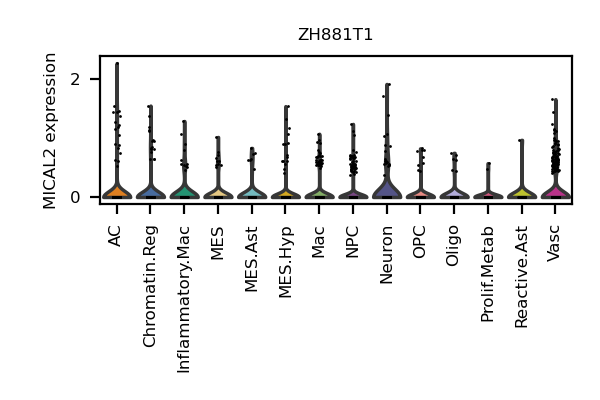 ZH881T1
MICAL2 expression
2
0
AC
Chromatin.Reg
Inflammatory.Mac
MES
MES.Ast
MES.Hyp
Mac
NPC
Neuron
OPC
Oligo
Prolif.Metab
Reactive.Ast
Vasc